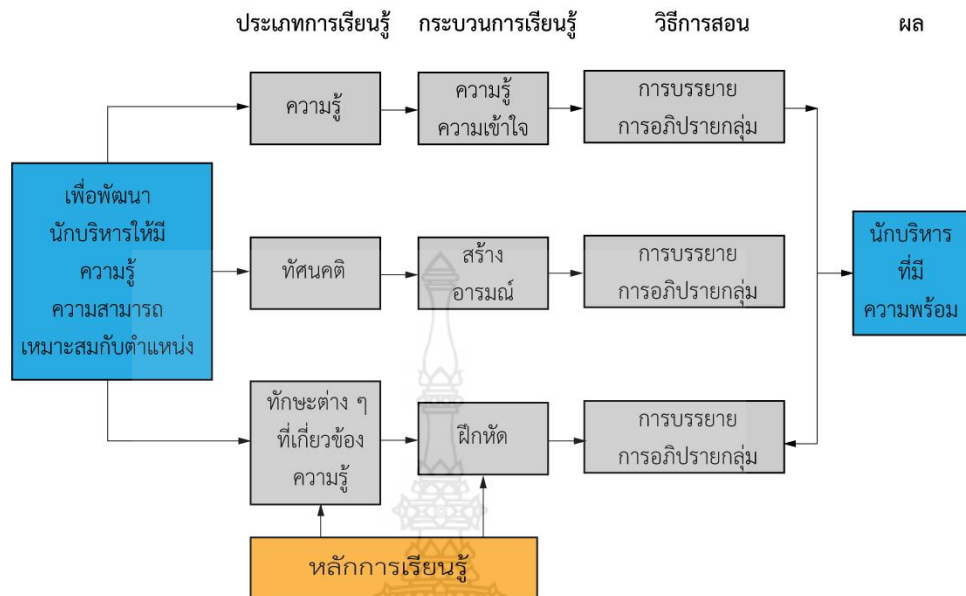 ประเภทการเรียนรู้ กระบวนการเรียนรู้ วิธีการสอน ผล
ความรู้
ความรู้
ความเข้าใจ
การบรรยาย
การอภิปรายกลุ่ม
เพื่อพัฒนา
นักบริหารให้มี
ความรู้
ความสามารถ
เหมาะสมกับตำแหน่ง
ทัศนคติ
สร้าง
อารมณ์
การบรรยาย
การอภิปรายกลุ่ม
นักบริหาร
ที่มี
ความพร้อม
ทักษะต่าง ๆ
ที่เกี่ยวข้อง
ความรู้
ฝึกหัด
การบรรยาย
การอภิปรายกลุ่ม
หลักการเรียนรู้